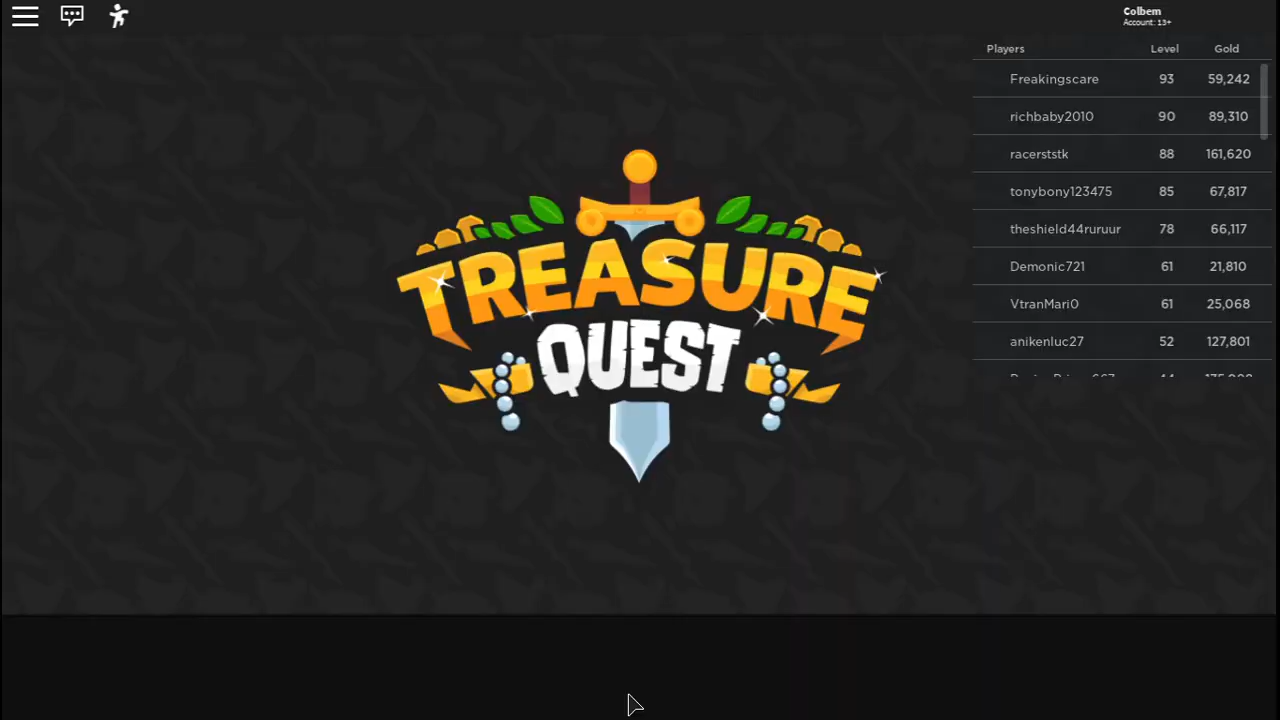 Colbem
Account: 13+
Players Level Gold
Freakingscare 93 59,242
richbaby2010 90 89,310
racerststk 88 161,620
tonybony123475 85 67,817
theshield44ruruur 78 66,117
Demonic721 61 21,810
VtranMari0 61 25,068
anikenluc27 52 127,801
TREASURE
QUEST